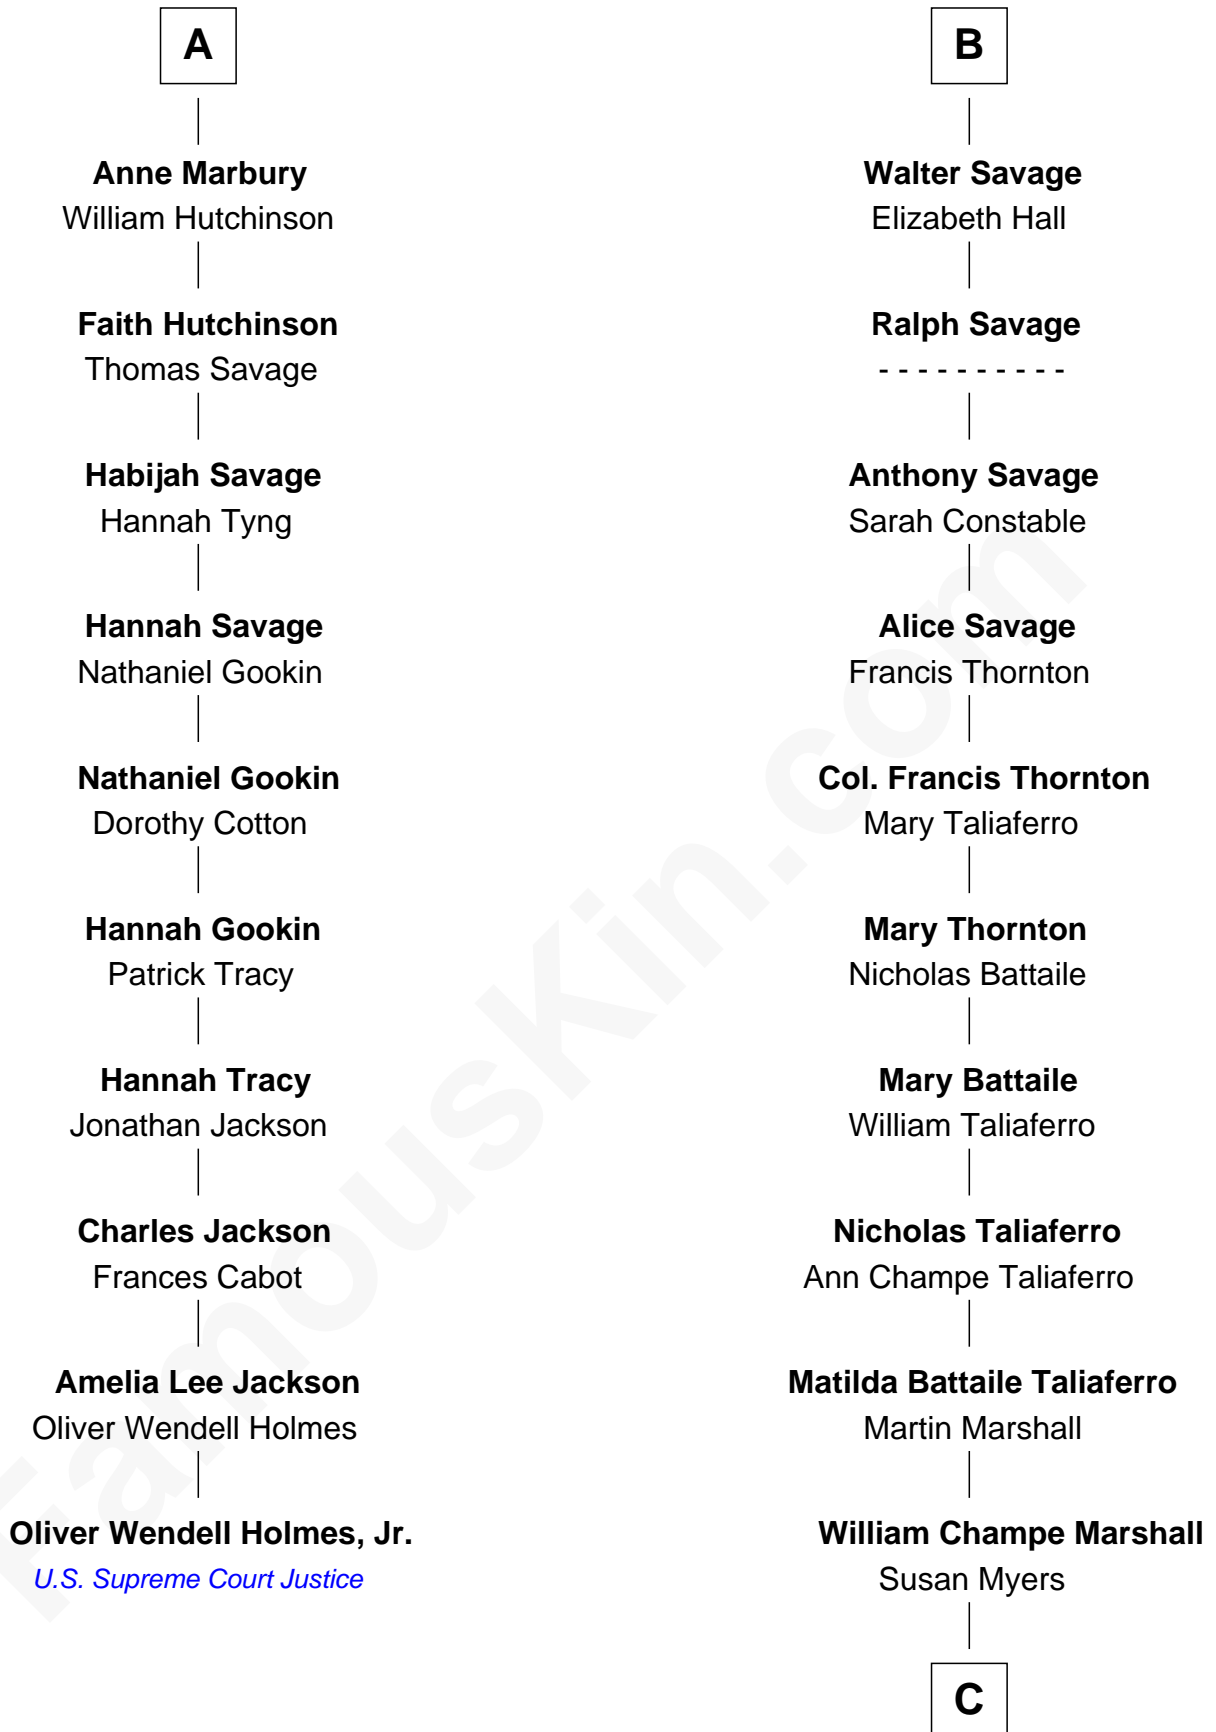 A
Anne Marbury
William Hutchinson
Faith Hutchinson
Thomas Savage
Habijah Savage
Hannah Tyng
Hannah Savage
Nathaniel Gookin
Nathaniel Gookin
Dorothy Cotton
Hannah Gookin
Patrick Tracy
Hannah Tracy
Jonathan Jackson
Charles Jackson
Frances Cabot
Amelia Lee Jackson
Oliver Wendell Holmes
Oliver Wendell Holmes, Jr.
U.S. Supreme Court Justice
B
Walter Savage
Elizabeth Hall
Ralph Savage
- - - - - - - - - -
Anthony Savage
Sarah Constable
Alice Savage
Francis Thornton
Col. Francis Thornton
Mary Taliaferro
Mary Thornton
Nicholas Battaile
Mary Battaile
William Taliaferro
Nicholas Taliaferro
Ann Champe Taliaferro
Matilda Battaile Taliaferro
Martin Marshall
William Champe Marshall
Susan Myers
C
FamousKin.com